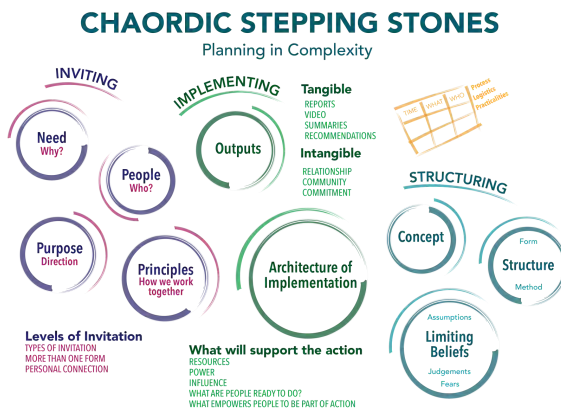 CHAORDIC STEPPING STONES
Planning in Complexity
INVITING
Need
Why?
People
Who?
Purpose
Direction
Principles
How we work
together
Levels of Invitation
TYPES OF INVITATION
MORE THAN ONE FORM
PERSONAL CONNECTION
IMPLEMENTING
Outputs
Tangible
REPORTS
VIDEO
SUMMARIES
RECOMMENDATIONS
Intangible
RELATIONSHIP
COMMUNITY
COMMITMENT
Architecture of
Implementation
What will support the action
RESOURCES
POWER
INFLUENCE
WHAT ARE PEOPLE READY TO DO?
WHAT EMPOWERS PEOPLE TO BE PART OF ACTION
TIME WHAT WHO
Process
Logistics
Practicalities
STRUCTURING
Concept
Form
Structure
Method
Assumptions
Limiting
Beliefs
Judgements
Fears